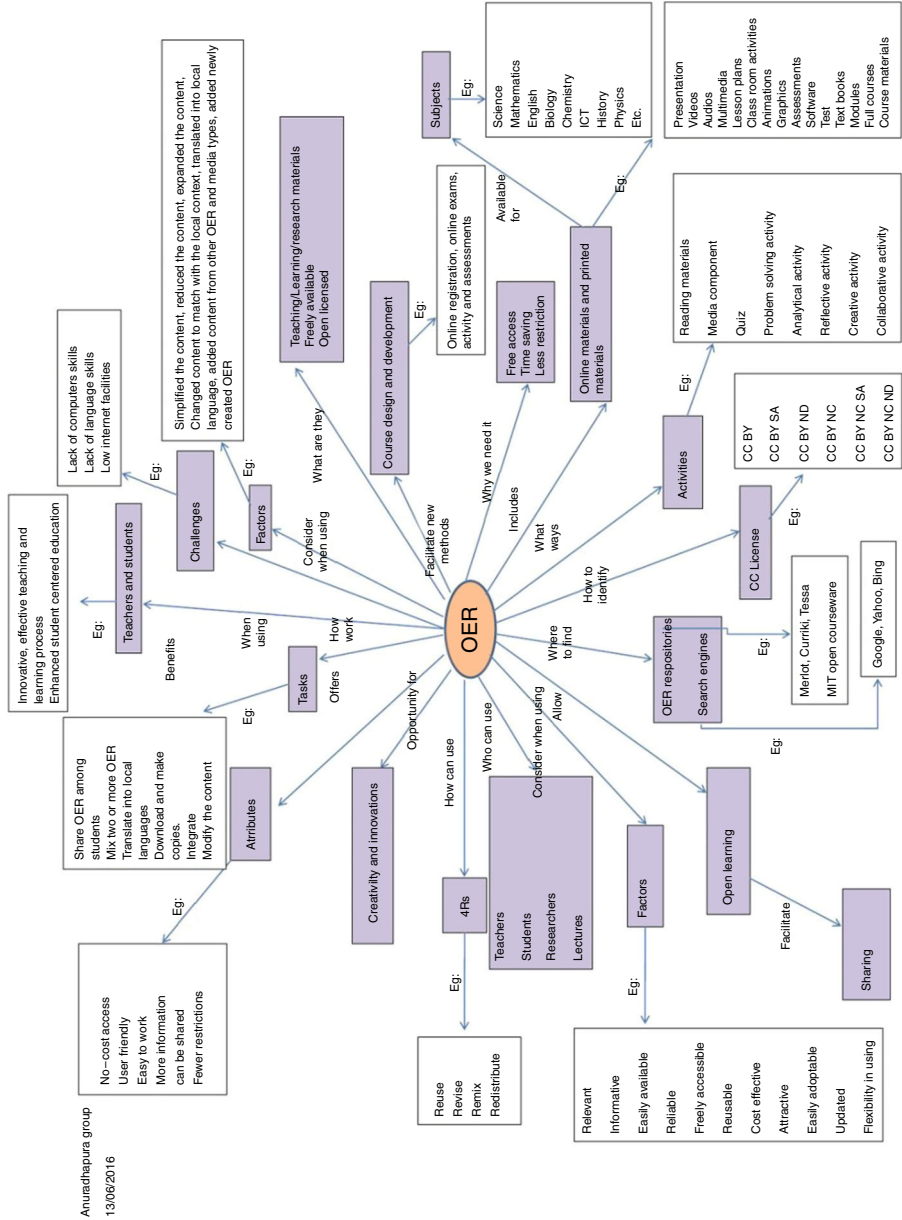 Anuradhapura group
13/06/2016
No–cost access
User friendly
Easy to work
More information
can be shared
Fewer restrictions
Eg:
Atrributes
Share OER among
students
Mix two or more OER
Translate into local
languages
Download and make
copies.
Integrate
Modify the content
Eg:
Tasks
Offers
Innovative, effective teaching and
learning process
Enhanced student centered education
Eg:
Teachers and students
Benefits
When
using
How
work
Lack of computers skills
Lack of language skills
Low internet facilities
Eg:
Challenges
Simplified the content, reduced the content, expanded the content,
Changed content to match with the local context, translated into local
language, added content from other OER and media types, added newly
created OER
Eg:
Factors
Consider
when using
Teaching/Learning/research materials
Freely available
Open licensed
What are they
Course design and development
Eg:
Online registration, online exams,
activity and assessments
Facilitate new
methods
Free access
Time saving
Less restriction
Why we need it
Subjects
Eg:
Science
Mathematics
English
Biology
Chemistry
ICT
History
Physics
Etc.
Available
for
Online materials and printed
materials
Includes
Eg:
Presentation
Videos
Audios
Multimedia
Lesson plans
Class room activities
Animations
Graphics
Assessments
Software
Test
Text books
Modules
Full courses
Course materials
What
ways
Activities
Eg:
Reading materials
Media component
Quiz
Problem solving activity
Analytical activity
Reflective activity
Creative activity
Collaborative activity
How to
identify
CC License
Eg:
CC BY
CC BY SA
CC BY ND
CC BY NC
CC BY NC SA
CC BY NC ND
Where
to find
OER respositories
Search engines
Eg:
Merlot, Curriki, Tessa
MIT open courseware
Eg:
Google, Yahoo, Bing
OER
Opportunity for
Creativilty and innovations
How can use
4Rs
Eg:
Reuse
Revise
Remix
Redistribute
Who can use
Teachers
Students
Researchers
Lectures
Consider when using
Factors
Eg:
Relevant
Informative
Easily available
Reliable
Freely accessible
Reusable
Cost effective
Attractive
Easily adoptable
Updated
Flexibility in using
Allow
Open learning
Facilitate
Sharing